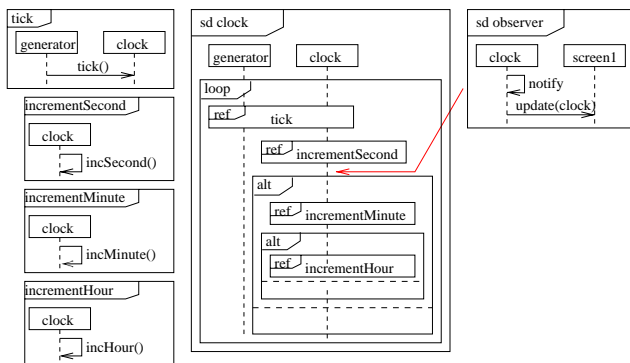 tick
generator
clock
tick()
incrementSecond
clock
incSecond()
incrementMinute
clock
incMinute()
incrementHour
clock
incHour()
sd clock
generator
clock
loop
ref
tick
ref
incrementSecond
alt
ref
incrementMinute
alt
ref
incrementHour
sd observer
clock
screen1
notify
update(clock)